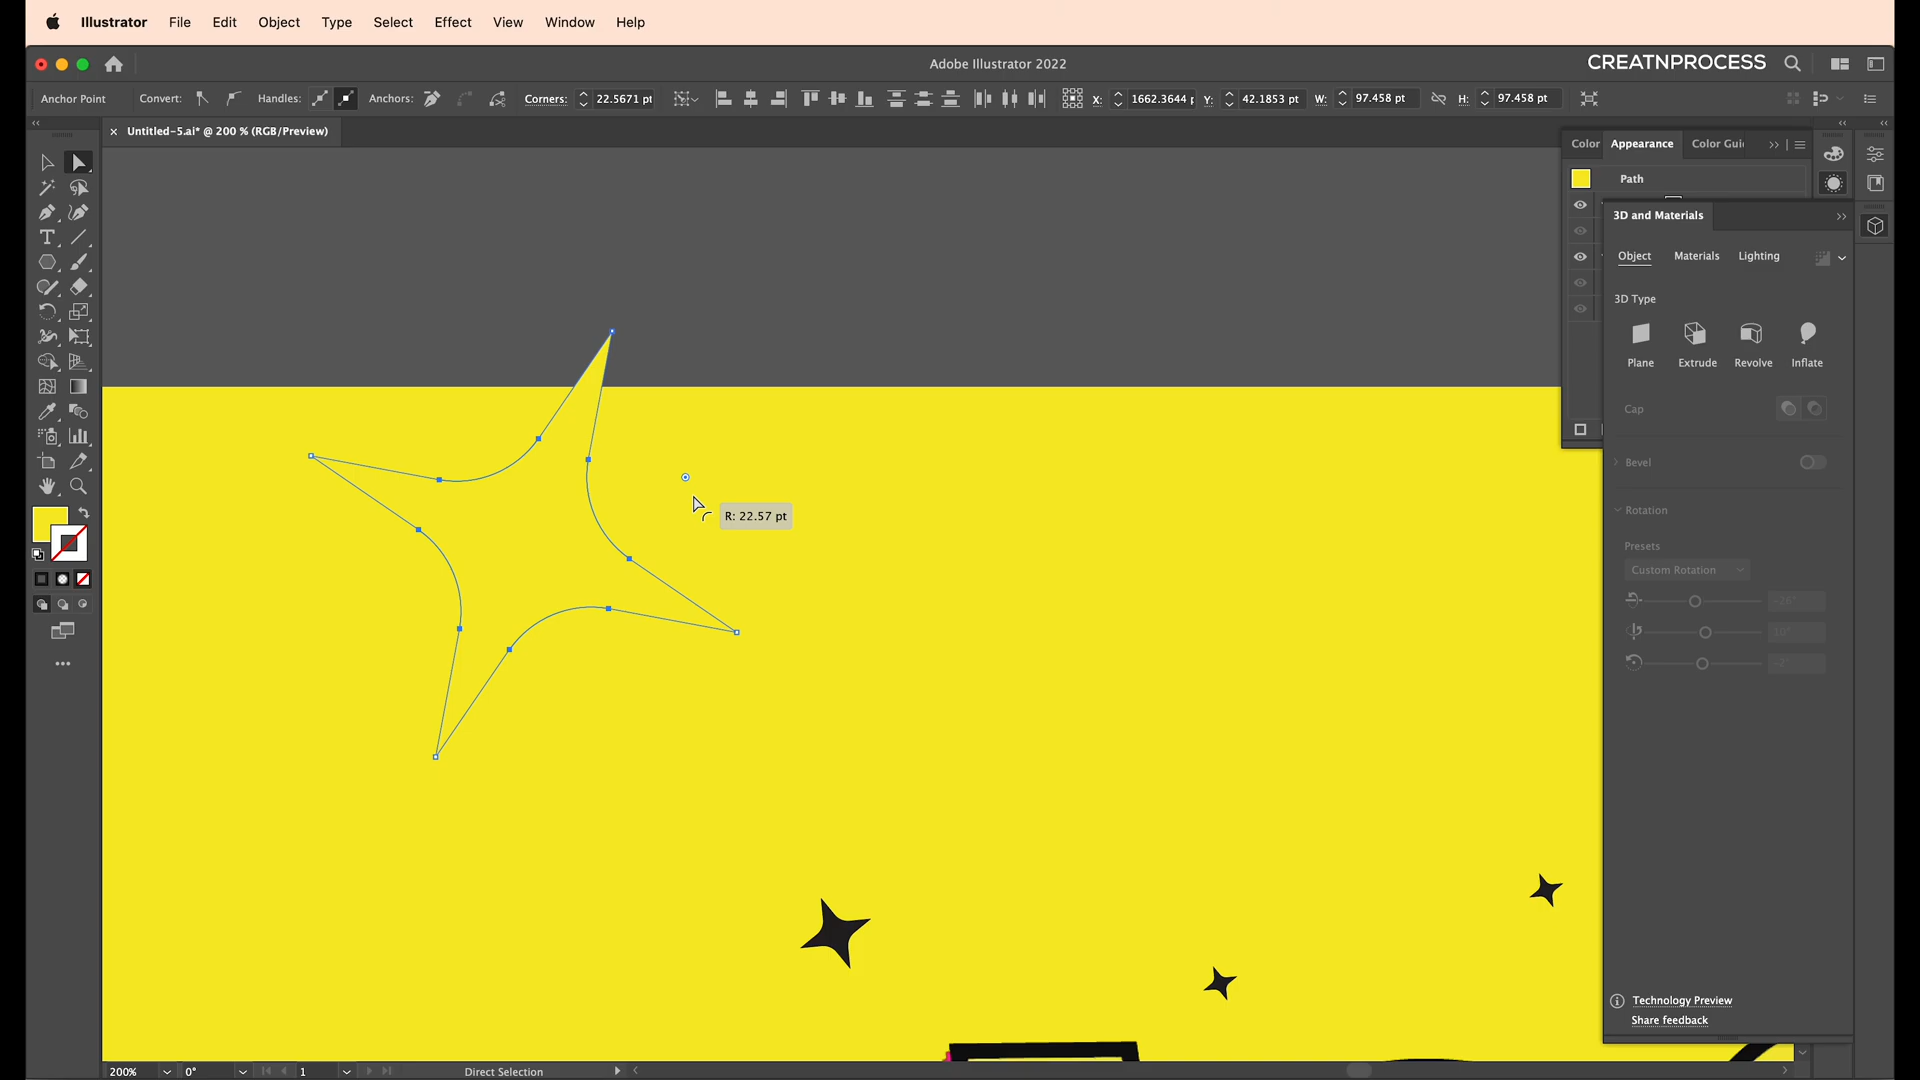 Illustrator File Edit Object Type Select Effect View Window Help
Adobe Illustrator 2022
CREATNPROCESS
Anchor Point Convert: Handles: Anchors: Corners: 22.5671 pt X: 1662.3644 Y: 42.1853 pt W: 97.458 pt H: 97.458 pt
× Untitled-5.ai* @ 200 % (RGB/Preview)
Color Appearance Color Gui
Path
3D and Materials
Object Materials Lighting
3D Type
Plane Extrude Revolve Inflate
Cap
Bevel
Rotation
Presets
Custom Rotation
-26°
10°
-2°
R: 22.57 pt
Technology Preview
Share feedback
200% 0° 1 Direct Selection